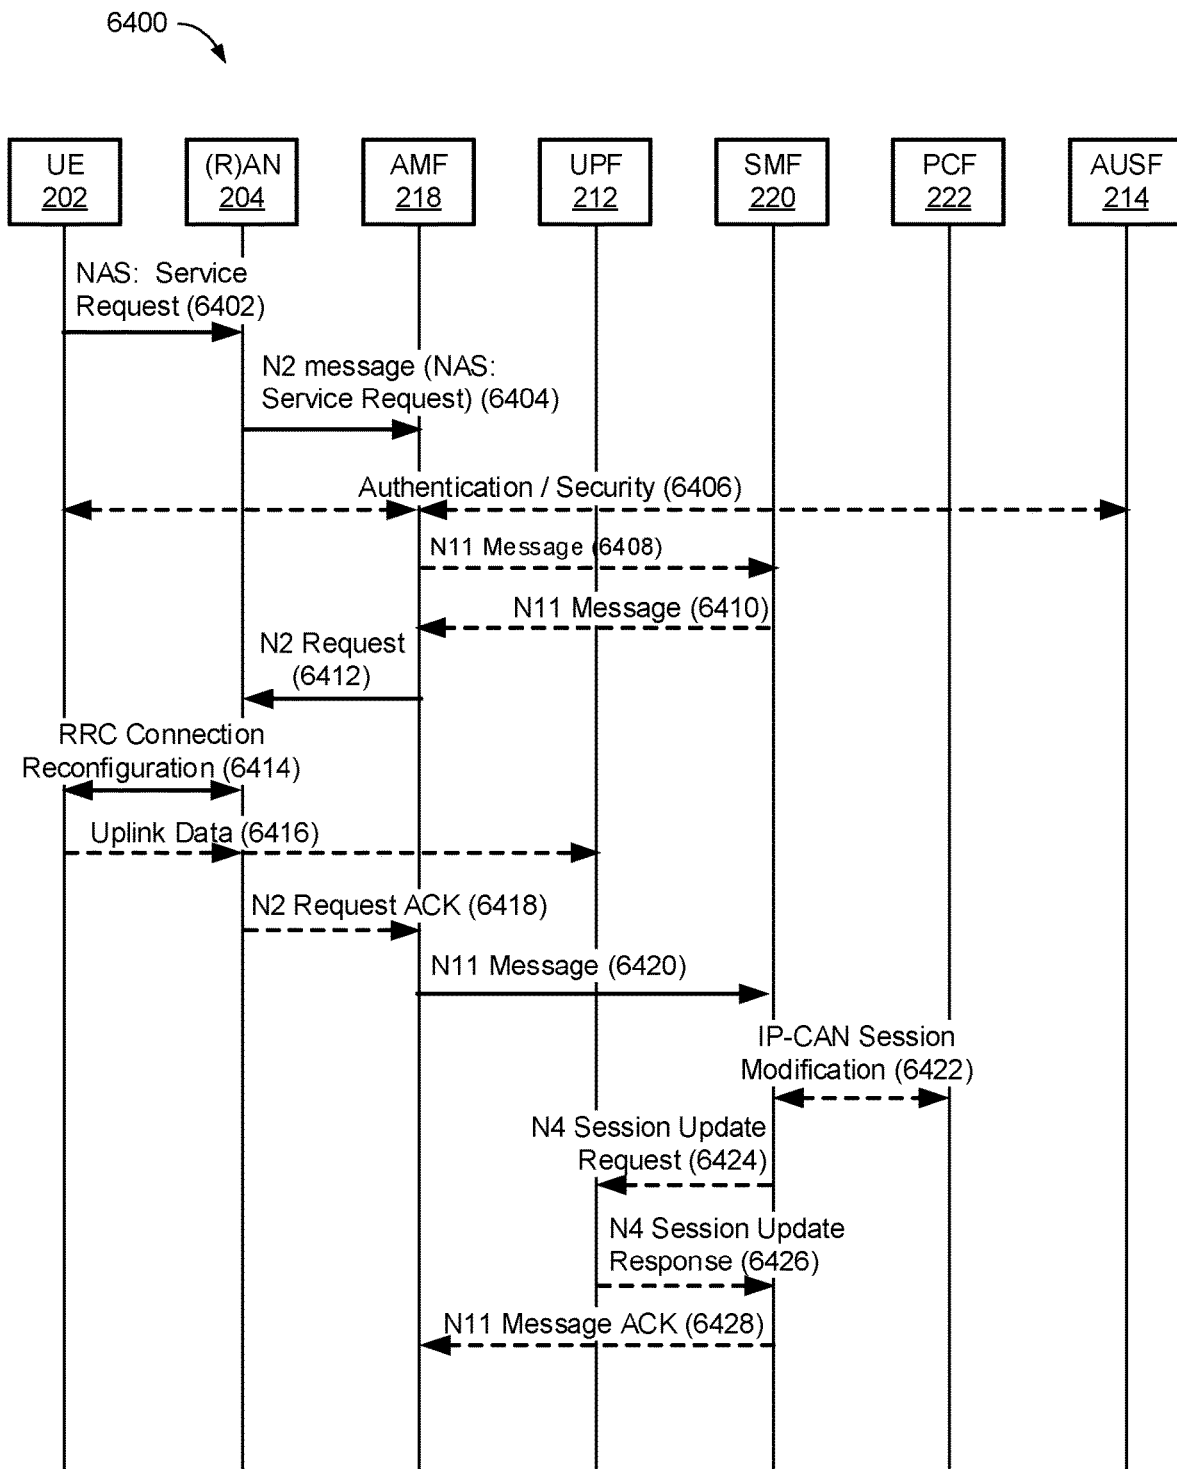 6400
UE
202
(R)AN
204
AMF
218
UPF
212
SMF
220
PCF
222
AUSF
214
NAS: Service
Request (6402)
N2 message (NAS:
Service Request) (6404)
Authentication / Security (6406)
N11 Message (6408)
N11 Message (6410)
N2 Request
(6412)
RRC Connection
Reconfiguration (6414)
Uplink Data (6416)
N2 Request ACK (6418)
N11 Message (6420)
IP-CAN Session
Modification (6422)
N4 Session Update
Request (6424)
N4 Session Update
Response (6426)
N11 Message ACK (6428)